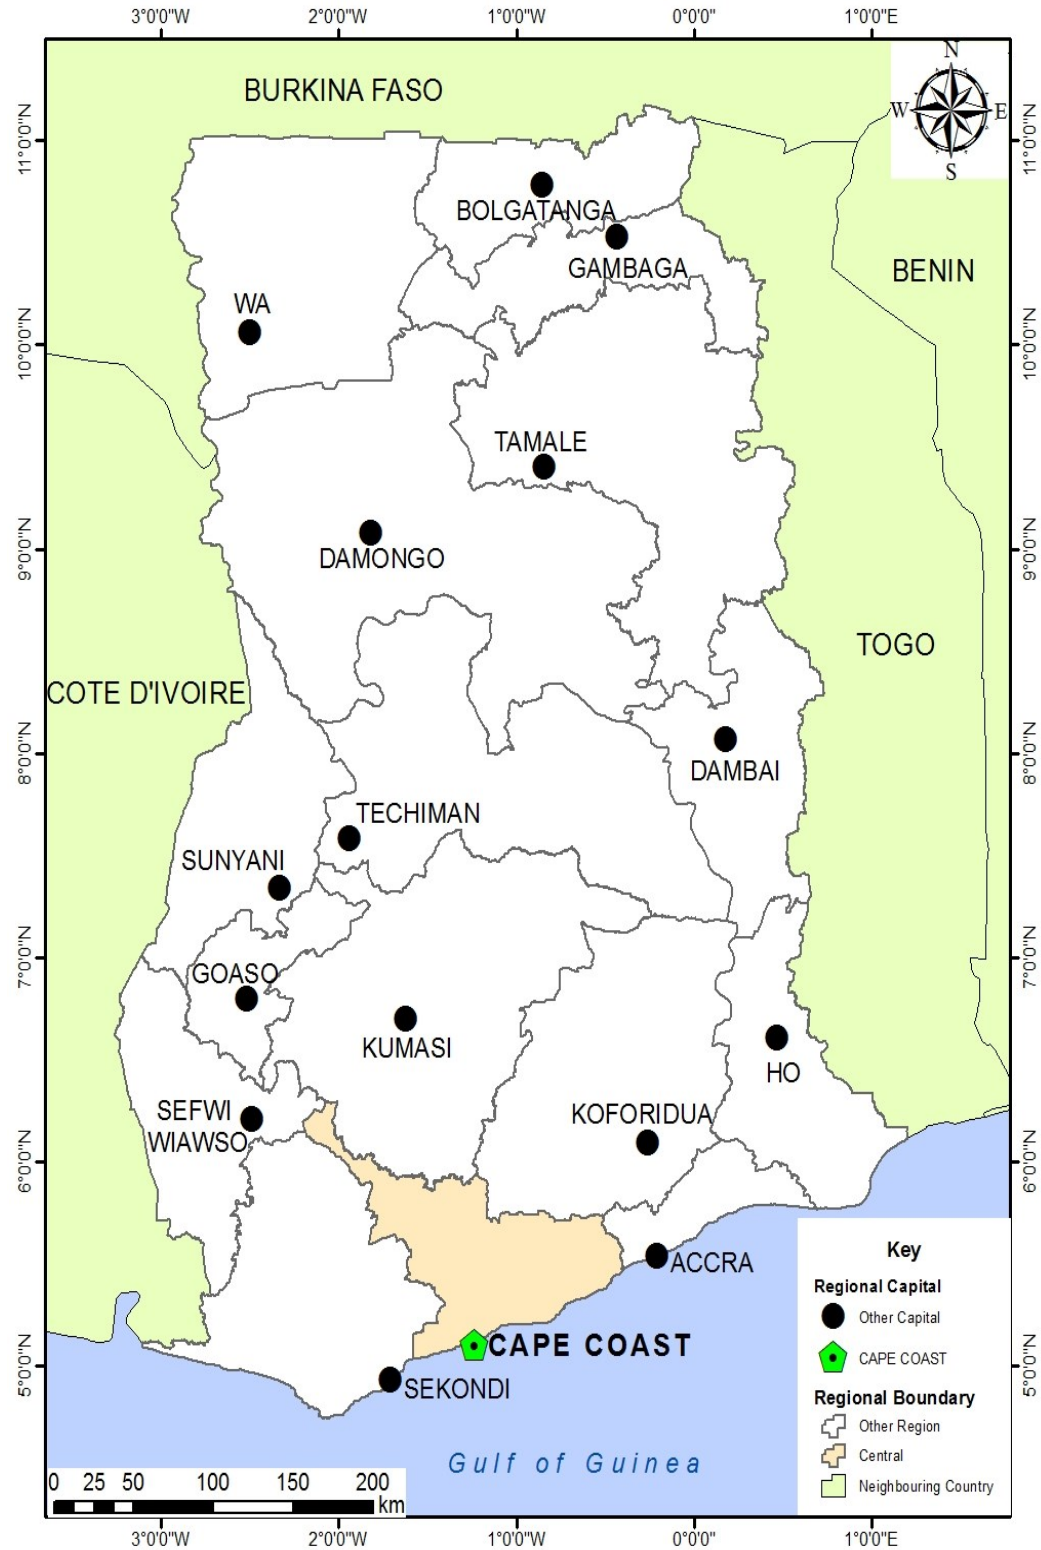 3°0'0"W 2°0'0"W 1°0'0"W 0°0'0" 1°0'0"E
N
W E
S
BURKINA FASO
11°0'0"N 11°0'0"N
BOLGATANGA
GAMBAGA
BENIN
WA
10°0'0"N 10°0'0"N
TAMALE
DAMONGO
9°0'0"N 9°0'0"N
TOGO
COTE D'IVOIRE
8°0'0"N 8°0'0"N
DAMBAI
TECHIMAN
SUNYANI
7°0'0"N 7°0'0"N
GOASO
KUMASI
HO
SEFWI
WIAWSO
KOFORIDUA
6°0'0"N 6°0'0"N
ACCRA
CAPE COAST
5°0'0"N 5°0'0"N
SEKONDI
Gulf of Guinea
Key
Regional Capital
Other Capital
CAPE COAST
Regional Boundary
Other Region
Central
Neighbouring Country
0 25 50 100 150 200
km
3°0'0"W 2°0'0"W 1°0'0"W 0°0'0" 1°0'0"E